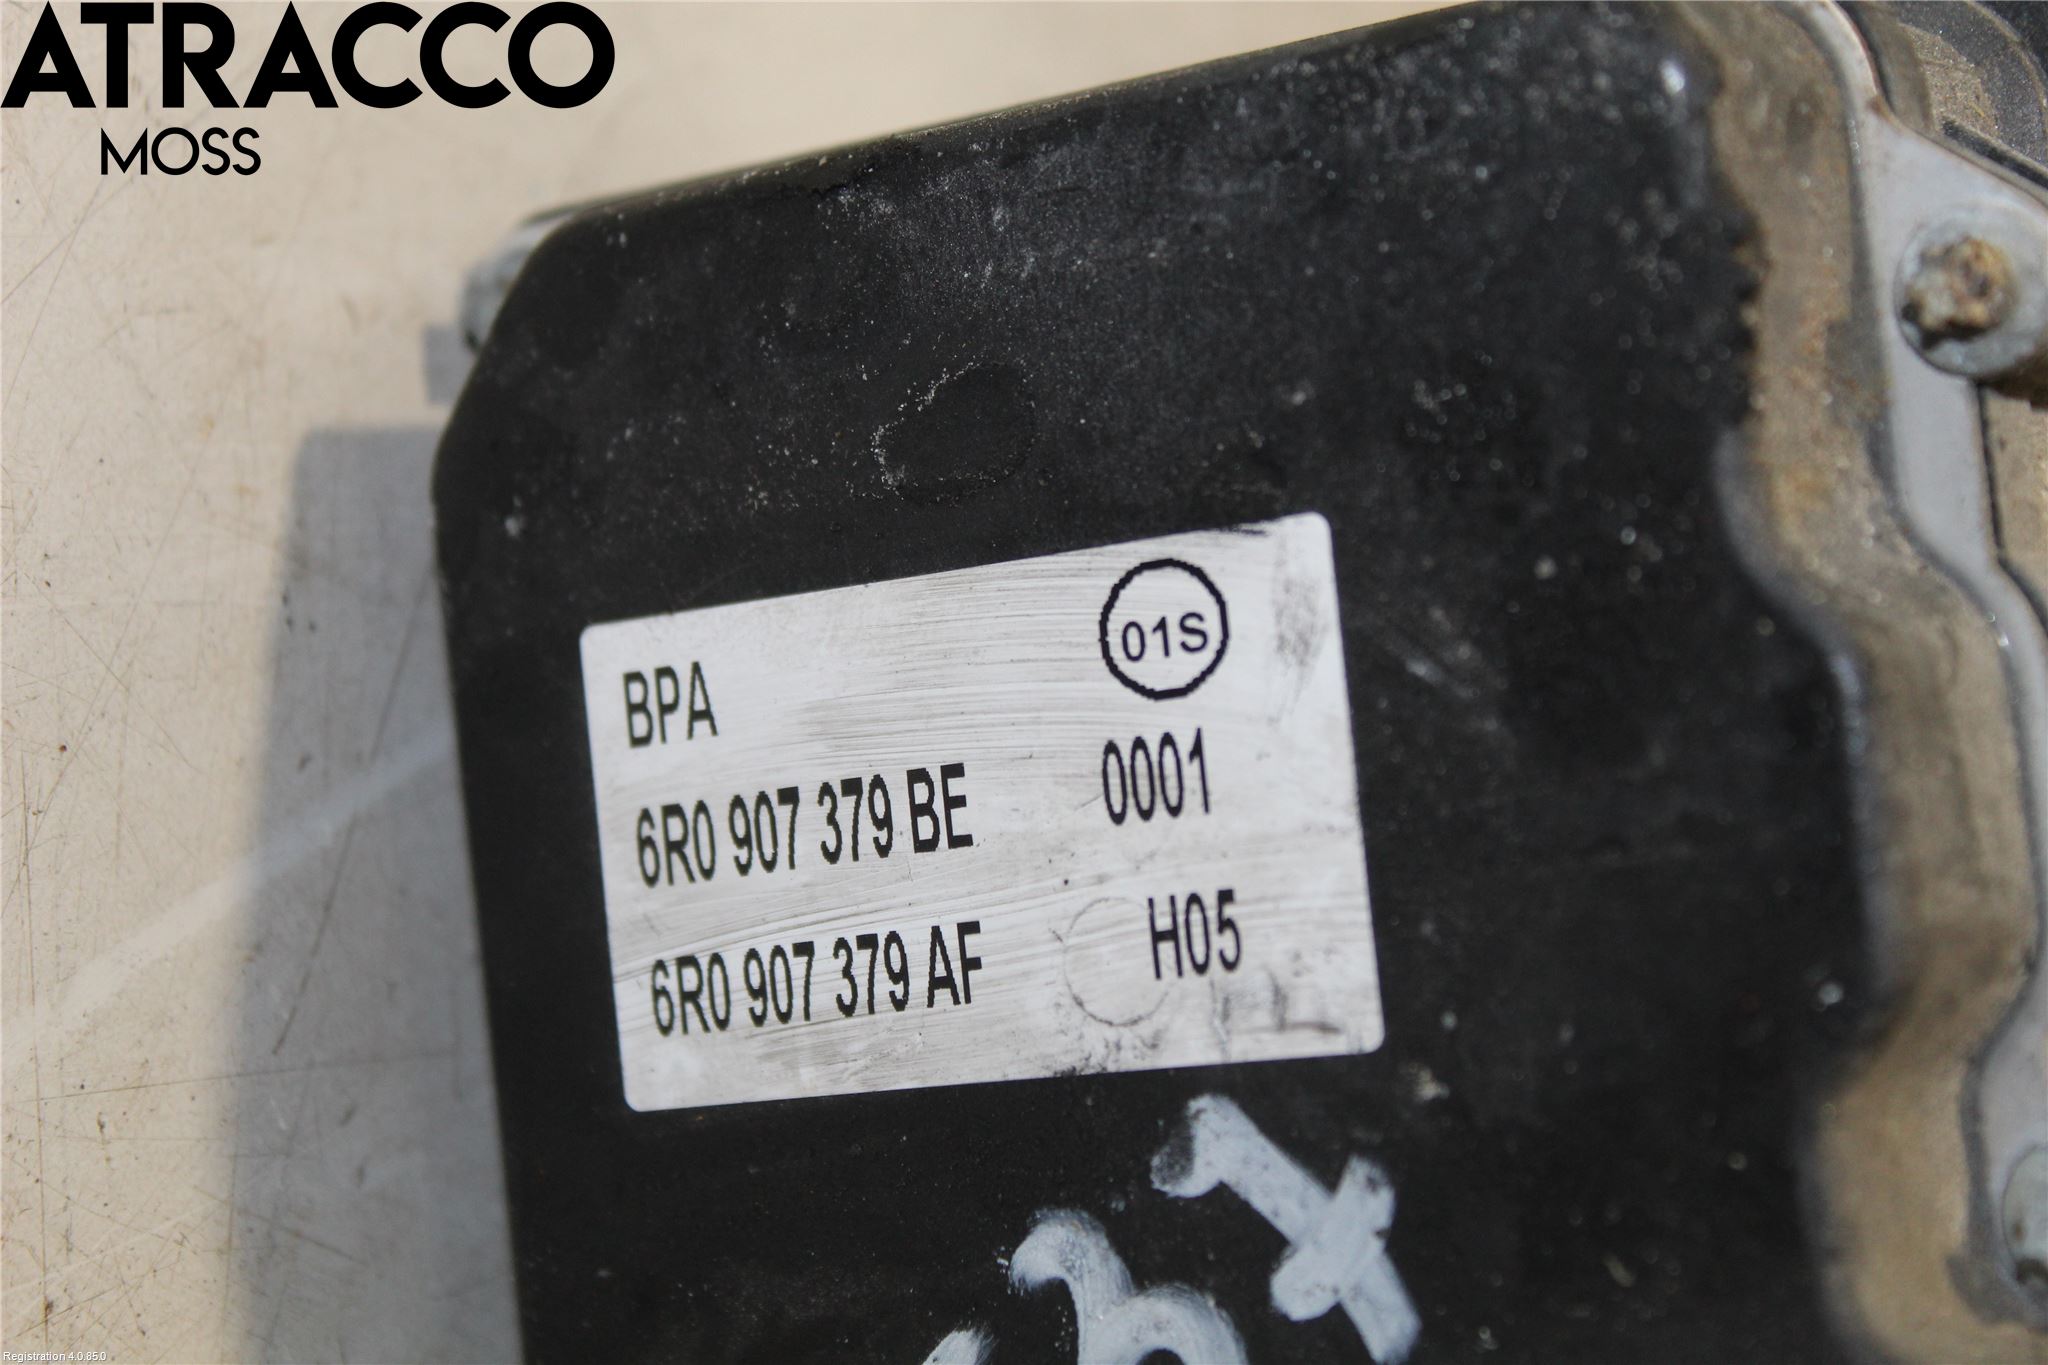 ATRACCO
MOSS
01S
BPA
6R0 907 379 BE 0001
6R0 907 379 AF H05
Registration 4.0.85.0